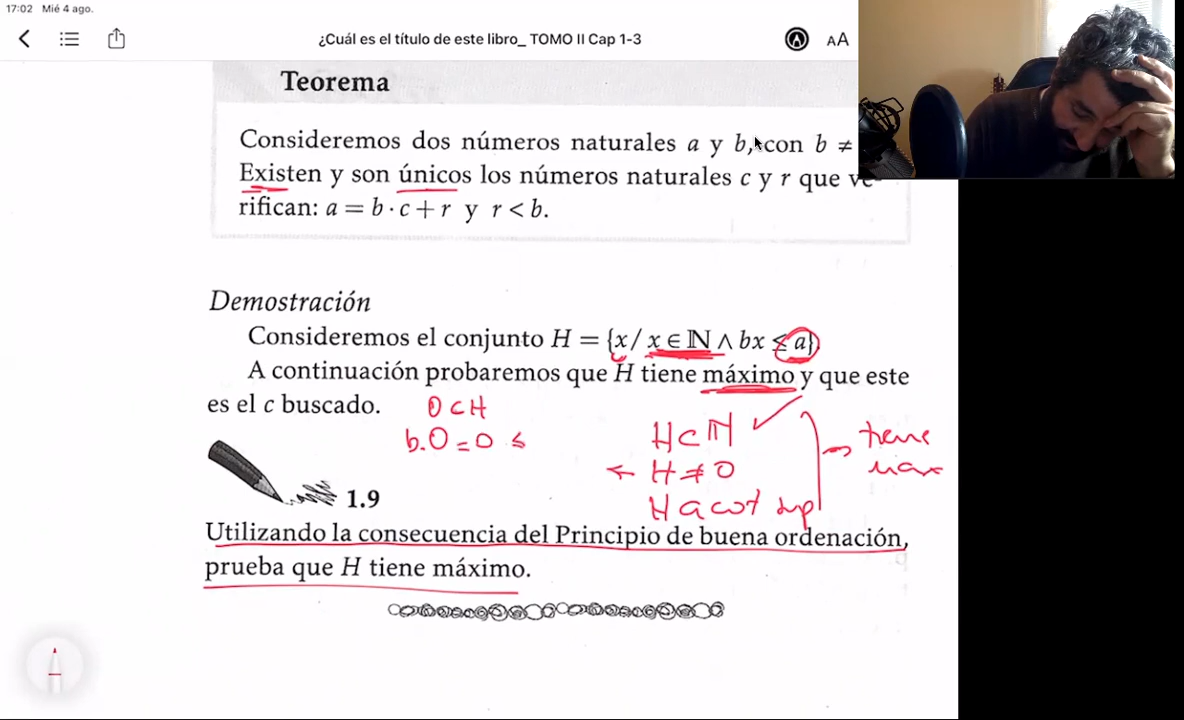 17:02 Mié 4 ago.
¿Cuál es el título de este libro_ TOMO II Cap 1-3
AA
Teorema
Consideremos dos números naturales a y b, con b ≠
Existen y son únicos los números naturales c y r que ve-
rifican: a = b · c + r y r < b.
Demostración
Consideremos el conjunto H = {x / x ∈ ℕ ∧ bx ≤ a}.
A continuación probaremos que H tiene máximo y que este
es el c buscado.
0 ⊂ H
b.0 = 0 ≤
H ⊂ ℕ
← H ≠ 0
H acot sup
tiene
max
1.9
Utilizando la consecuencia del Principio de buena ordenación,
prueba que H tiene máximo.